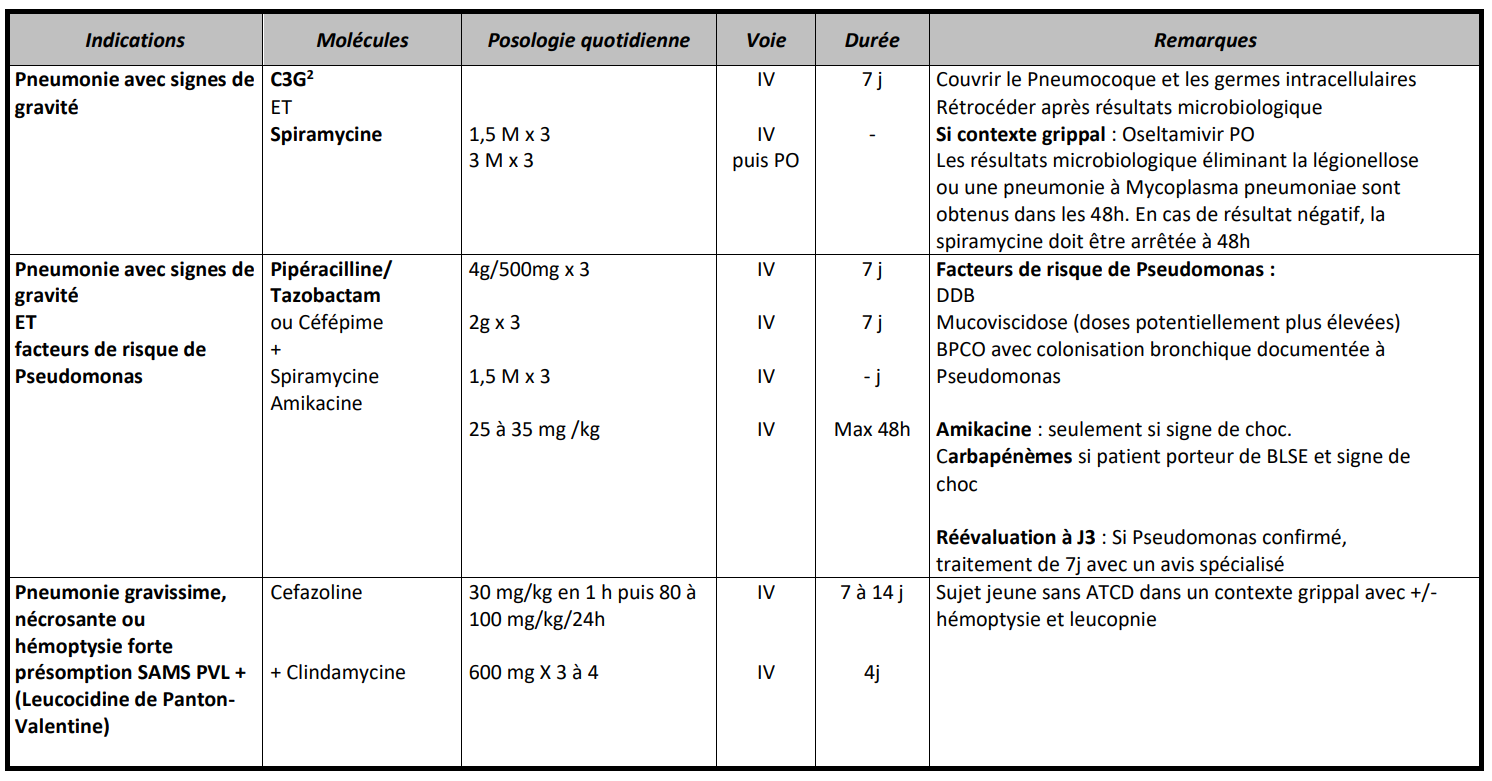 Indications Molécules Posologie quotidienne Voie Durée Remarques
Pneumonie avec signes de gravité
C3G²
ET
Spiramycine
1,5 M x 3
3 M x 3
IV
IV
puis PO
7 j
-
Couvrir le Pneumocoque et les germes intracellulaires
Rétrocéder après résultats microbiologique
Si contexte grippal : Oseltamivir PO
Les résultats microbiologique éliminant la légionellose
ou une pneumonie à Mycoplasma pneumoniae sont
obtenus dans les 48h. En cas de résultat négatif, la
spiramycine doit être arrêtée à 48h
Pneumonie avec signes de
gravité
ET
facteurs de risque de
Pseudomonas
Pipéracilline/
Tazobactam
ou Céfépime
+
Spiramycine
Amikacine
4g/500mg x 3
2g x 3
1,5 M x 3
25 à 35 mg /kg
IV
IV
IV
IV
7 j
7 j
- j
Max 48h
Facteurs de risque de Pseudomonas :
DDB
Mucoviscidose (doses potentiellement plus élevées)
BPCO avec colonisation bronchique documentée à
Pseudomonas
Amikacine : seulement si signe de choc.
Carbapénèmes si patient porteur de BLSE et signe de
choc
Réévaluation à J3 : Si Pseudomonas confirmé,
traitement de 7j avec un avis spécialisé
Pneumonie gravissime,
nécrosante ou
hémoptysie forte
présomption SAMS PVL +
(Leucocidine de Panton-
Valentine)
Cefazoline
+ Clindamycine
30 mg/kg en 1 h puis 80 à
100 mg/kg/24h
600 mg X 3 à 4
IV
IV
7 à 14 j
4j
Sujet jeune sans ATCD dans un contexte grippal avec +/-
hémoptysie et leucopnie